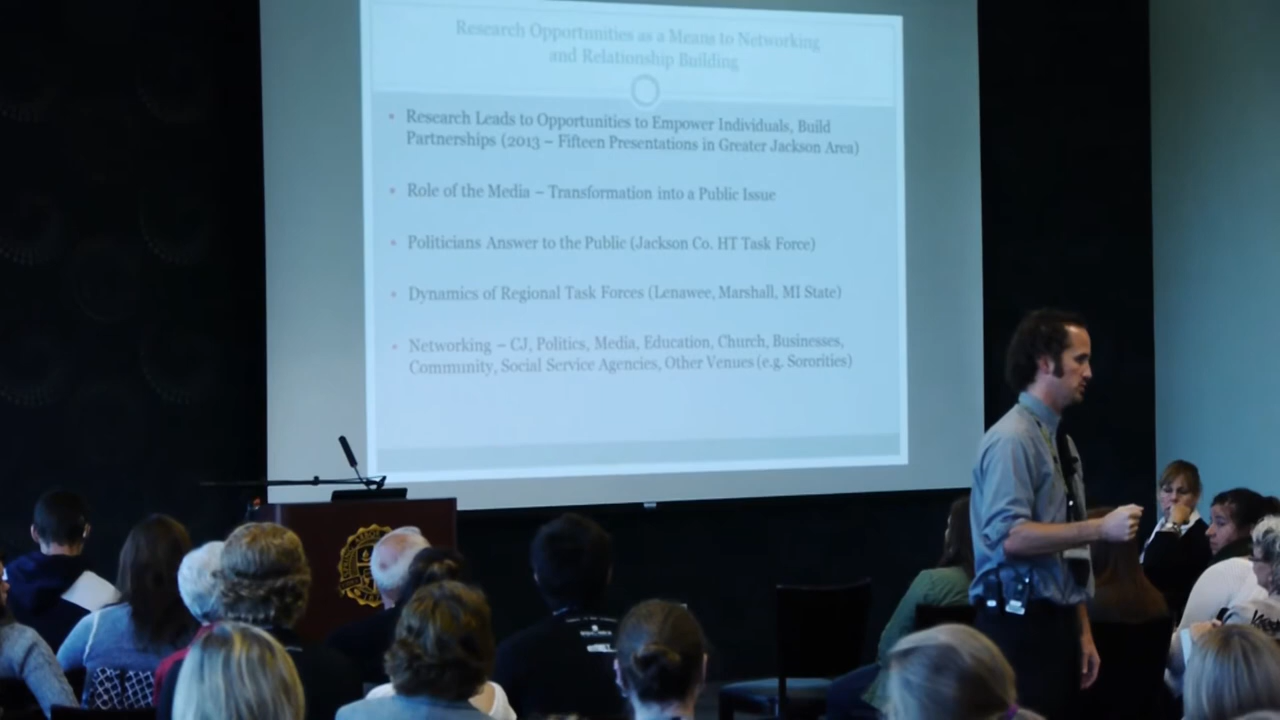 Research Opportunities as a Means to Networking
and Relationship Building
• Research Leads to Opportunities to Empower Individuals, Build
Partnerships (2013 – Fifteen Presentations in Greater Jackson Area)
• Role of the Media – Transformation into a Public Issue
• Politicians Answer to the Public (Jackson Co. HT Task Force)
• Dynamics of Regional Task Forces (Lenawee, Marshall, MI State)
• Networking – CJ, Politics, Media, Education, Church, Businesses,
Community, Social Service Agencies, Other Venues (e.g. Sororities)